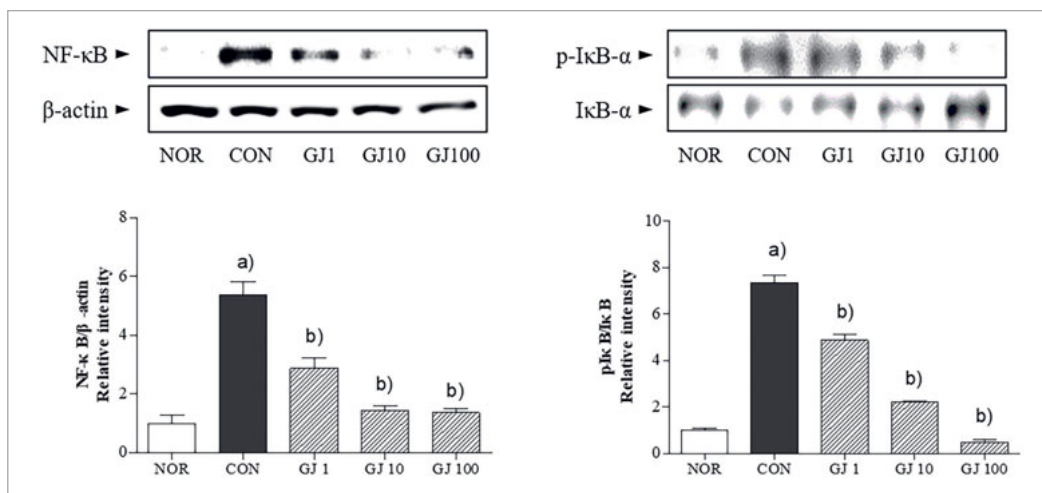 NF-κB
β-actin
NOR CON GJ1 GJ10 GJ100
p-IκB-α
IκB-α
NOR CON GJ1 GJ10 GJ100
NF-κ B/β -actin
Relative intensity
8
6
4
2
0
a)
b)
b)
b)
NOR CON GJ 1 GJ 10 GJ 100
pIκ B/Iκ B
Relative intensity
10
8
6
4
2
0
a)
b)
b)
b)
NOR CON GJ 1 GJ 10 GJ 100